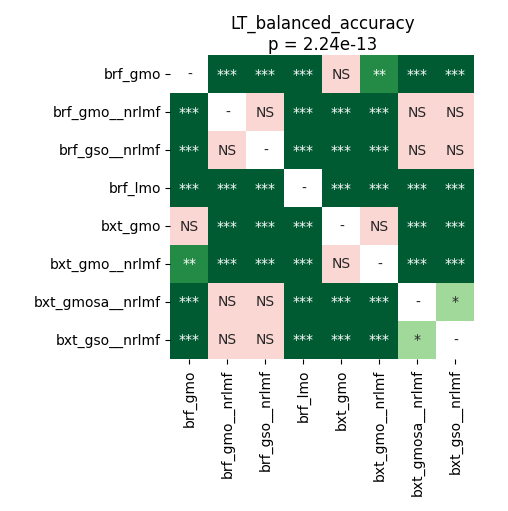 LT_balanced_accuracy
p = 2.24e-13
brf_gmo - *** *** *** NS ** *** ***
brf_gmo__nrlmf *** - NS *** *** *** NS NS
brf_gso__nrlmf *** NS - *** *** *** NS NS
brf_lmo *** *** *** - *** *** *** ***
bxt_gmo NS *** *** *** - NS *** ***
bxt_gmo__nrlmf ** *** *** *** NS - *** ***
bxt_gmosa__nrlmf *** NS NS *** *** *** - *
bxt_gso__nrlmf *** NS NS *** *** *** * -
brf_gmo
brf_gmo__nrlmf
brf_gso__nrlmf
brf_lmo
bxt_gmo
bxt_gmo__nrlmf
bxt_gmosa__nrlmf
bxt_gso__nrlmf